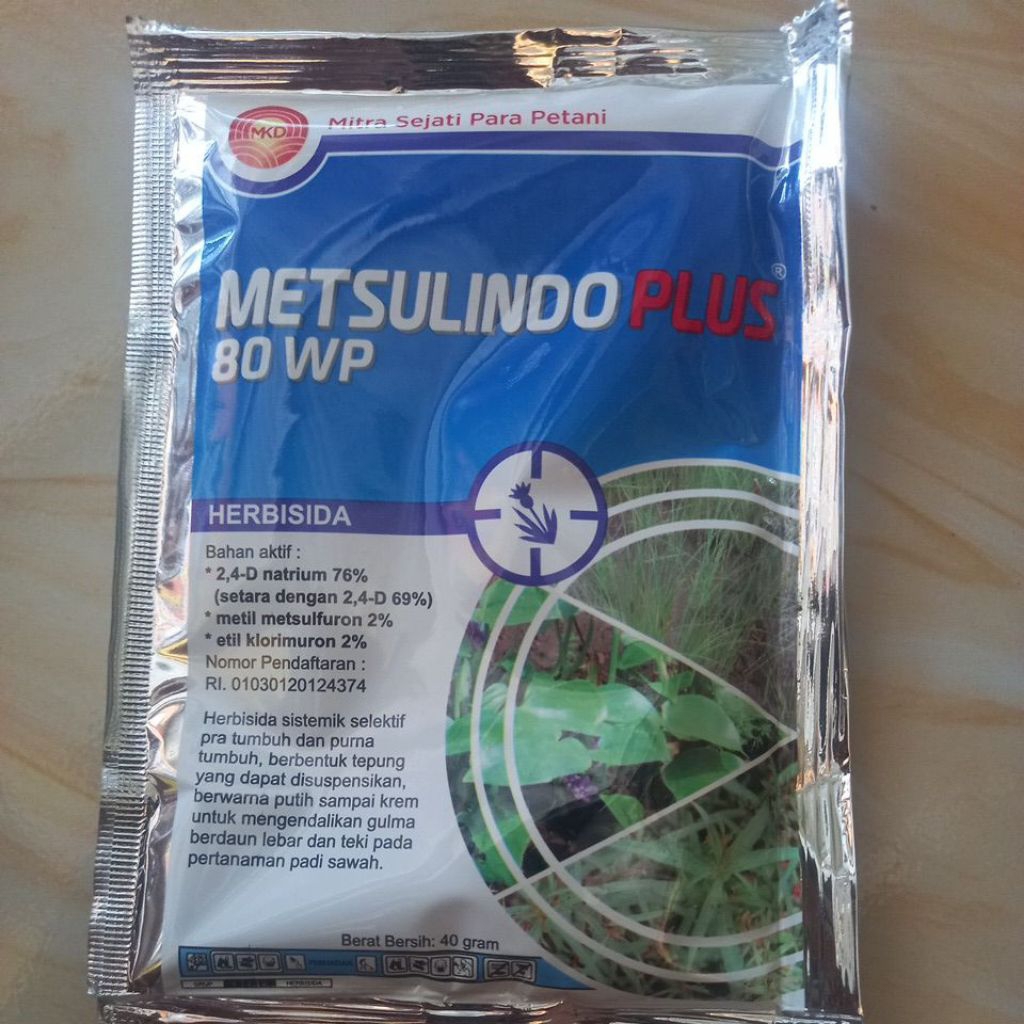 MKD
Mitra Sejati Para Petani
METSULINDO PLUS®
80 WP
HERBISIDA
Bahan aktif :
* 2,4-D natrium 76%
(setara dengan 2,4-D 69%)
* metil metsulfuron 2%
* etil klorimuron 2%
Nomor Pendaftaran :
RI. 01030120124374
Herbisida sistemik selektif
pra tumbuh dan purna
tumbuh, berbentuk tepung
yang dapat disuspensikan,
berwarna putih sampai krem
untuk mengendalikan gulma
berdaun lebar dan teki pada
pertanaman padi sawah.
Berat Bersih: 40 gram
HERBISIDA